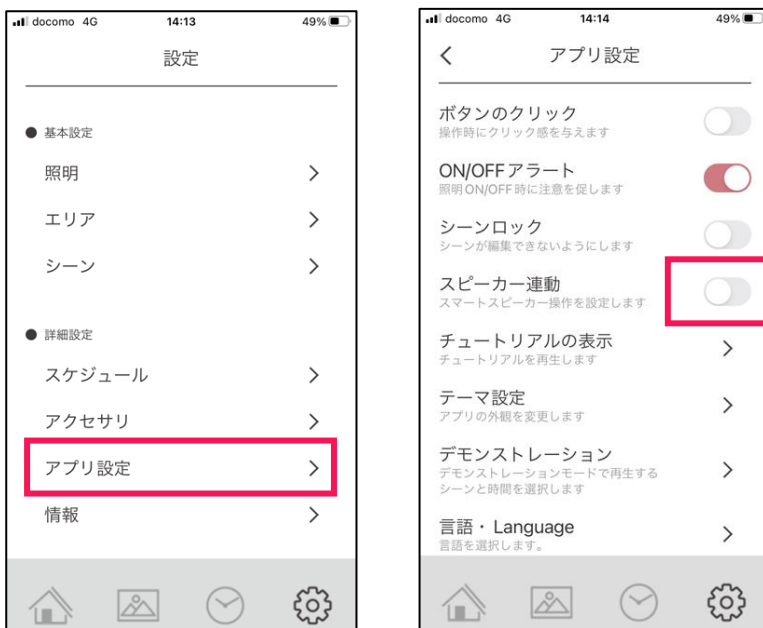 docomo 4G 14:13 49%
設定
● 基本設定
照明
エリア
シーン
● 詳細設定
スケジュール
アクセサリ
アプリ設定
情報
docomo 4G 14:14 49%
アプリ設定
ボタンのクリック
操作時にクリック感を与えます
ON/OFFアラート
照明ON/OFF時に注意を促します
シーンロック
シーンが編集できないようにします
スピーカー連動
スマートスピーカー操作を設定します
チュートリアルの表示
チュートリアルを再生します
テーマ設定
アプリの外観を変更します
デモンストレーション
デモンストレーションモードで再生する
シーンと時間を選択します
言語・Language
言語を選択します。